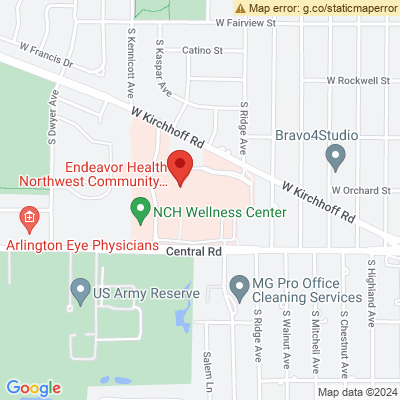 Map error: g.co/staticmaperror
W Fairview St
Catino St
W Francis Dr
S Kennicott Ave
S Kaspar Ave
W Rockwell St
S Dwyer Ave
W Kirchhoff Rd
S Ridge Ave
Bravo4Studio
Endeavor Health
Northwest Community...
W Orchard St
W Kirchhoff Rd
NCH Wellness Center
Arlington Eye Physicians
Central Rd
MG Pro Office
Cleaning Services
US Army Reserve
S Highland Ave
S Ridge Ave
S Walnut Ave
S Mitchell Ave
S Chestnut Ave
Salem Ln
Google
Map data ©2024